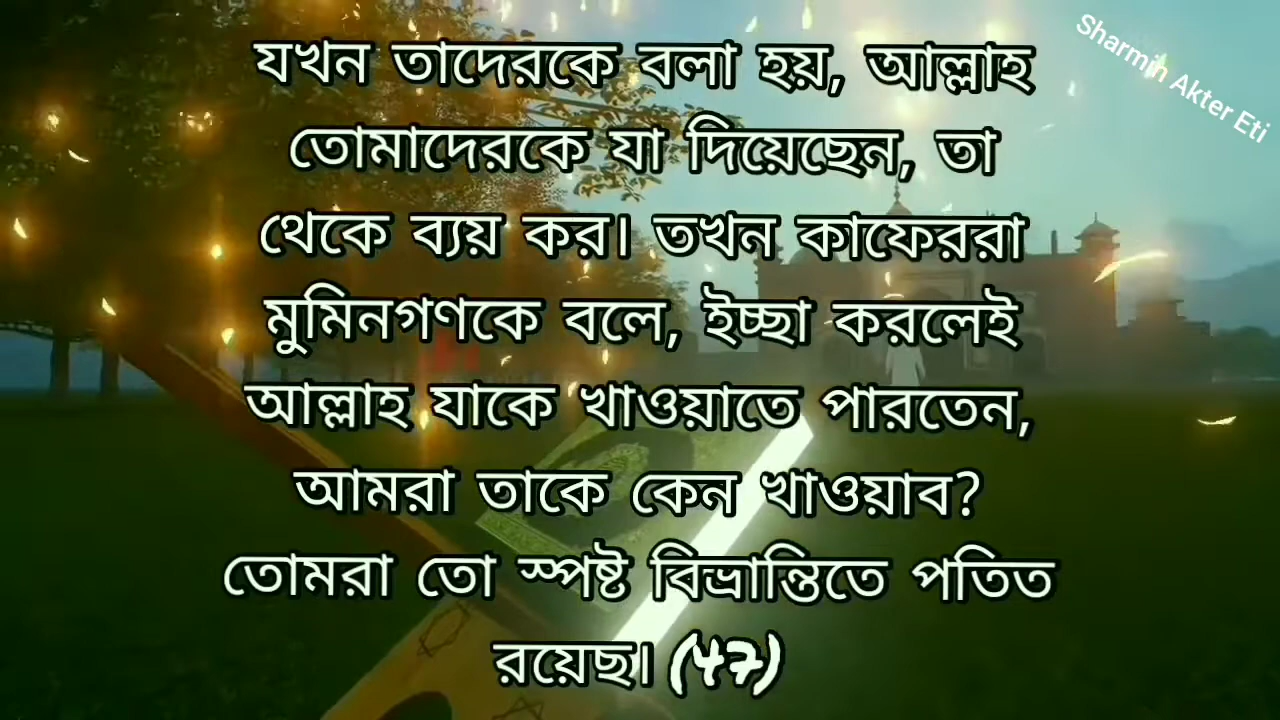 Sharmin Akter Eti
যখন তাদেরকে বলা হয়, আল্লাহ
তোমাদেরকে যা দিয়েছেন, তা
থেকে ব্যয় কর। তখন কাফেররা
মুমিনগণকে বলে, ইচ্ছা করলেই
আল্লাহ যাকে খাওয়াতে পারতেন,
আমরা তাকে কেন খাওয়াব?
তোমরা তো স্পষ্ট বিভ্রান্তিতে পতিত
রয়েছ। (47)